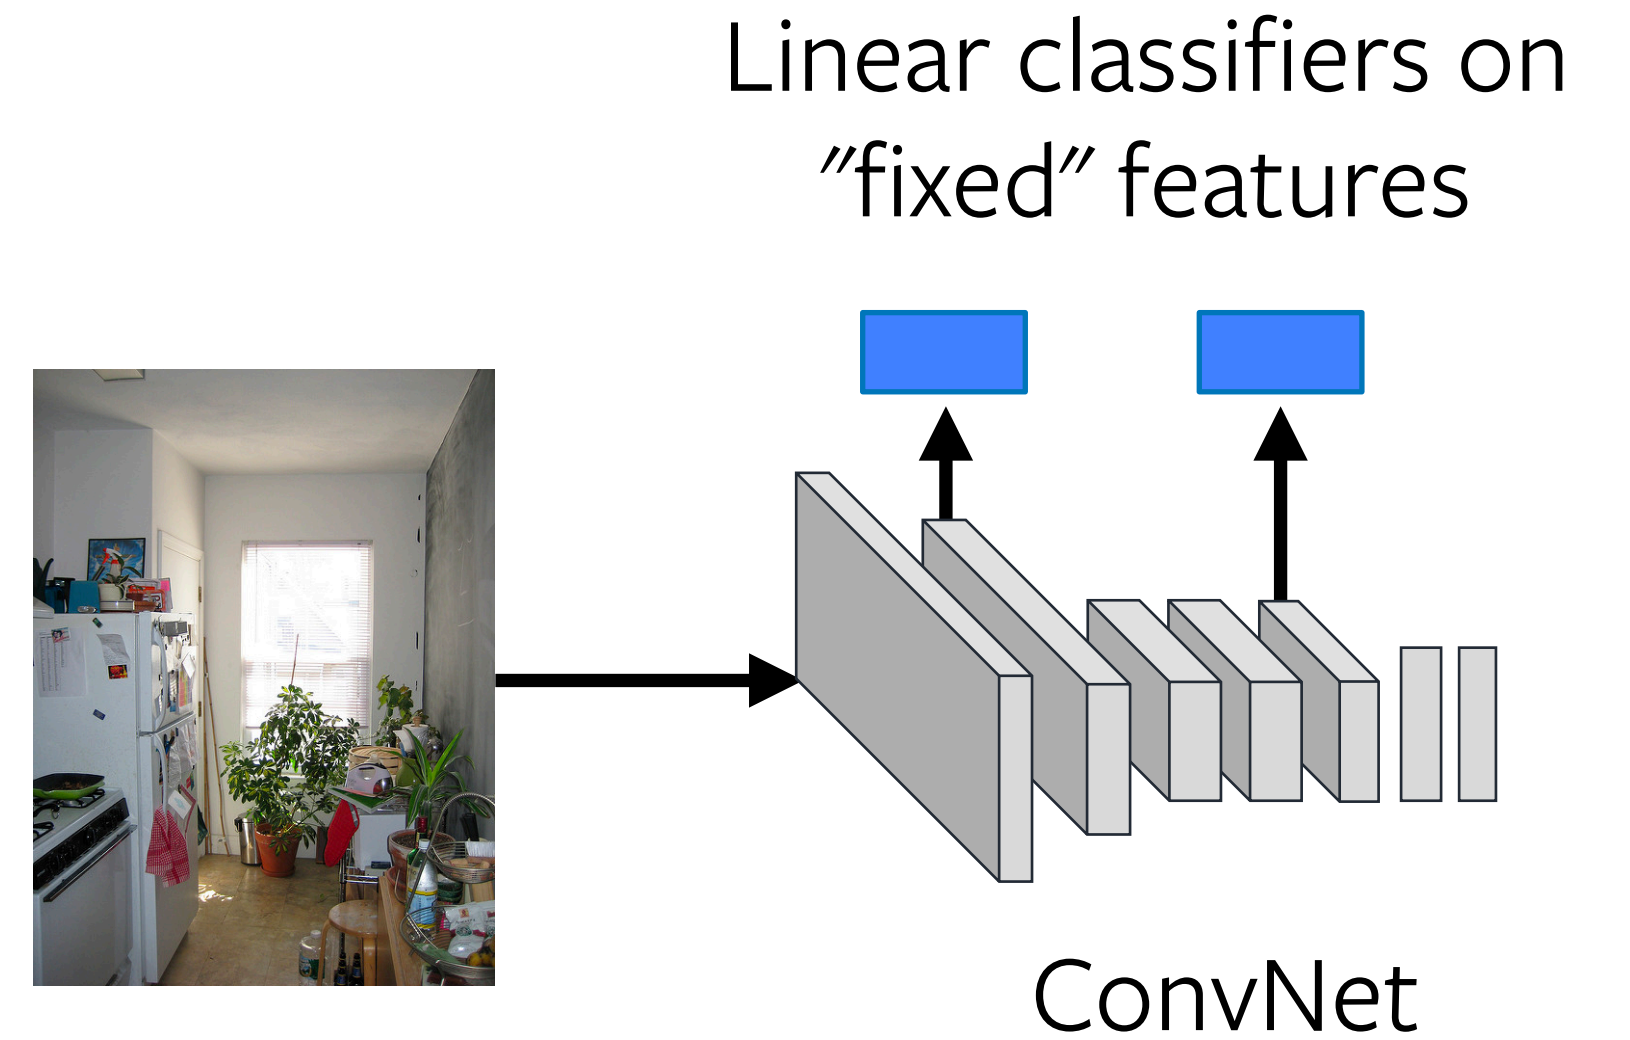 Linear classifiers on
"fixed" features
ConvNet